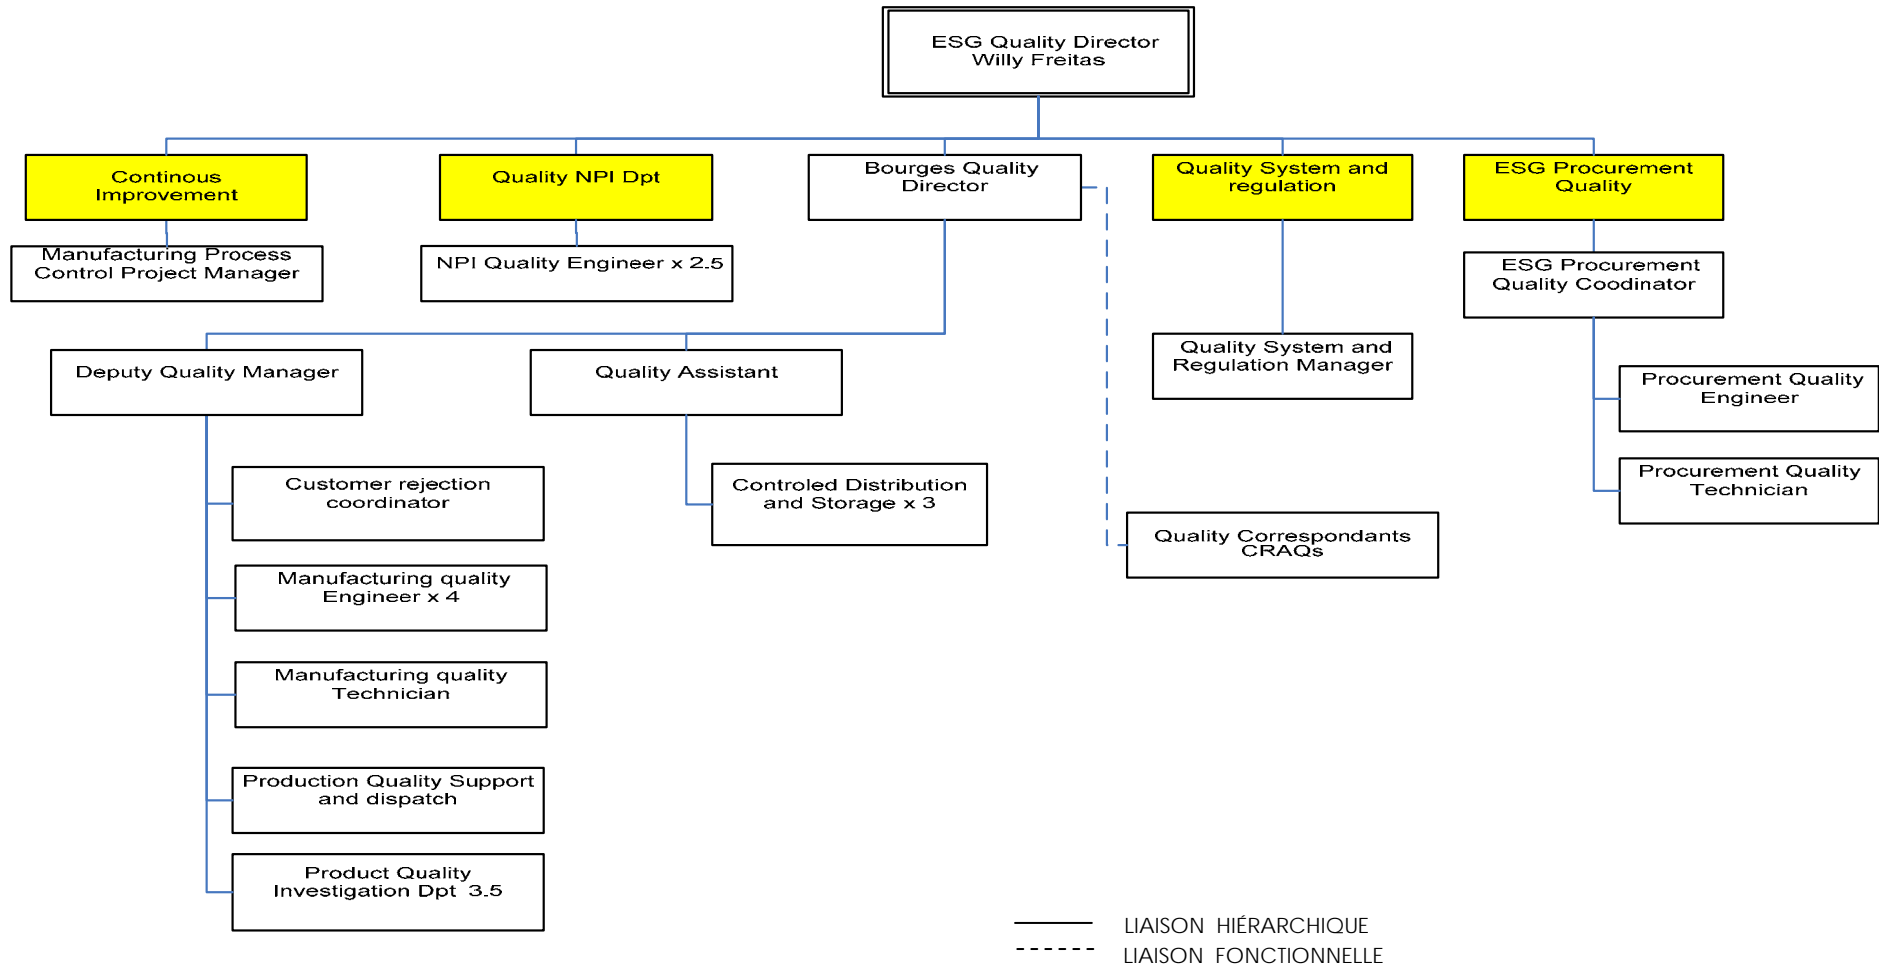 ESG Quality Director
Willy Freitas
Continous
Improvement
Quality NPI Dpt
Bourges Quality
Director
Quality System and
regulation
ESG Procurement
Quality
Manufacturing Process
Control Project Manager
NPI Quality Engineer x 2.5
ESG Procurement
Quality Coodinator
Deputy Quality Manager
Quality Assistant
Quality System and
Regulation Manager
Procurement Quality
Engineer
Customer rejection
coordinator
Controled Distribution
and Storage x 3
Procurement Quality
Technician
Quality Correspondants
CRAQs
Manufacturing quality
Engineer x 4
Manufacturing quality
Technician
Production Quality Support
and dispatch
Product Quality
Investigation Dpt 3.5
LIAISON HIÉRARCHIQUE
LIAISON FONCTIONNELLE